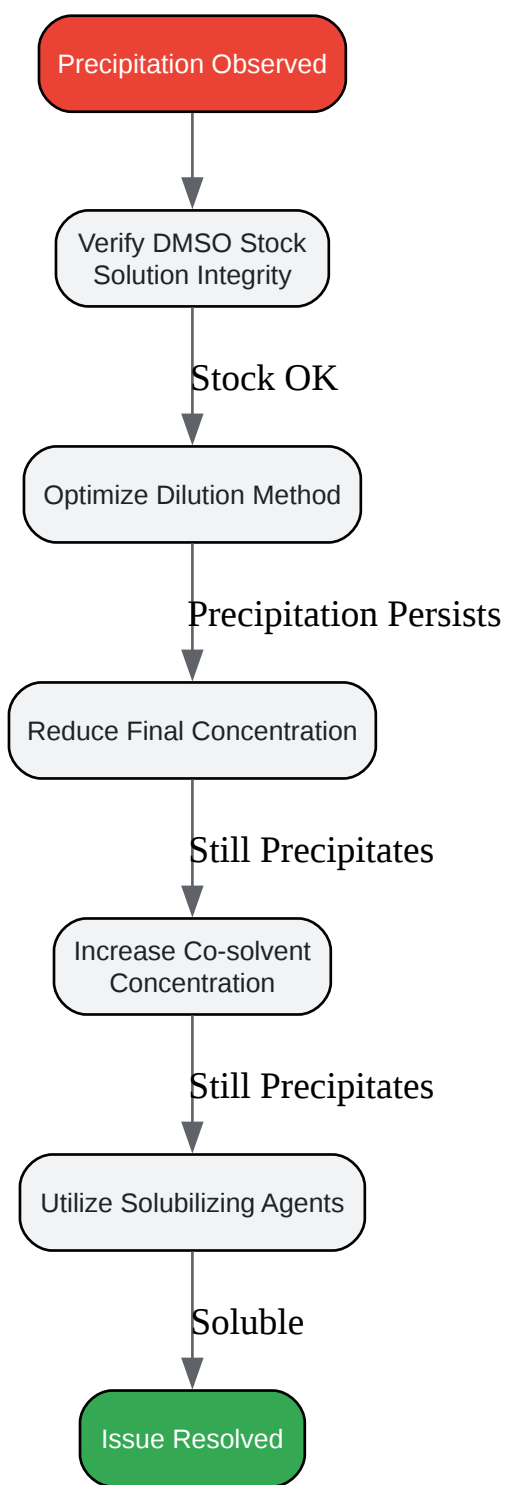 Precipitation Observed
Verify DMSO Stock
Solution Integrity
Stock OK
Optimize Dilution Method
Precipitation Persists
Reduce Final Concentration
Still Precipitates
Increase Co-solvent
Concentration
Still Precipitates
Utilize Solubilizing Agents
Soluble
Issue Resolved